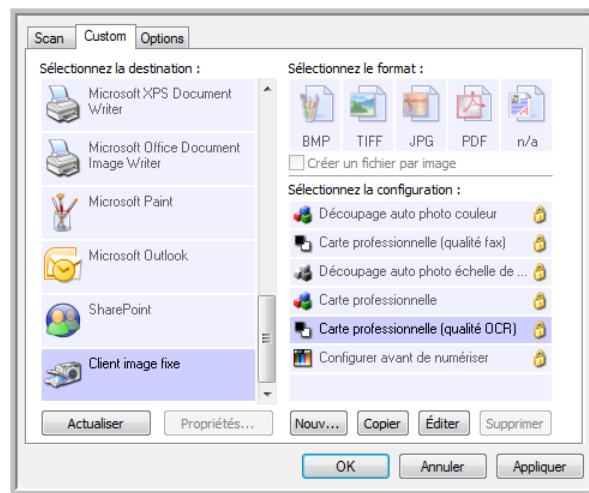 Scan Custom Options
Sélectionnez la destination :
Microsoft XPS Document
Writer
Microsoft Office Document
Image Writer
Microsoft Paint
Microsoft Outlook
SharePoint
Client image fixe
Actualiser Propriétés...
Sélectionnez le format :
BMP TIFF JPG PDF n/a
Créer un fichier par image
Sélectionnez la configuration :
Découpage auto photo couleur
Carte professionnelle (qualité fax)
Découpage auto photo échelle de ...
Carte professionnelle
Carte professionnelle (qualité OCR)
Configurer avant de numériser
Nouv... Copier Éditer Supprimer
OK Annuler Appliquer